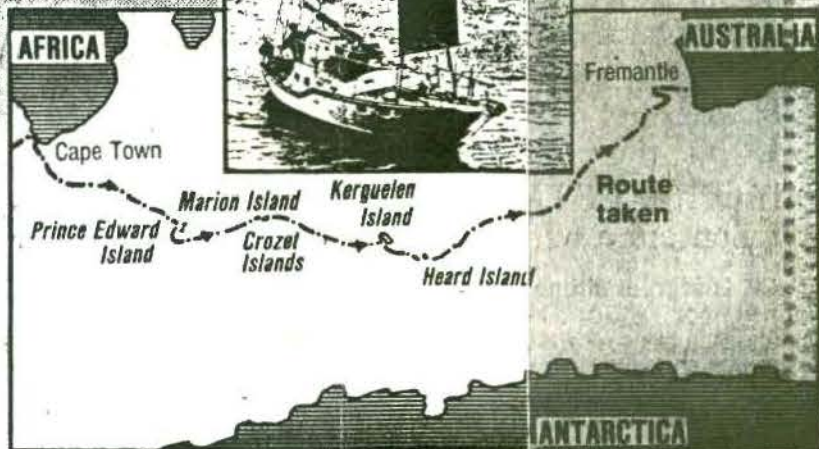 AFRICA
AUSTRALIA
Fremantle
Cape Town
Marion Island
Kerguelen
Island
Route
taken
Prince Edward
Island
Crozet
Islands
Heard Island
ANTARCTICA